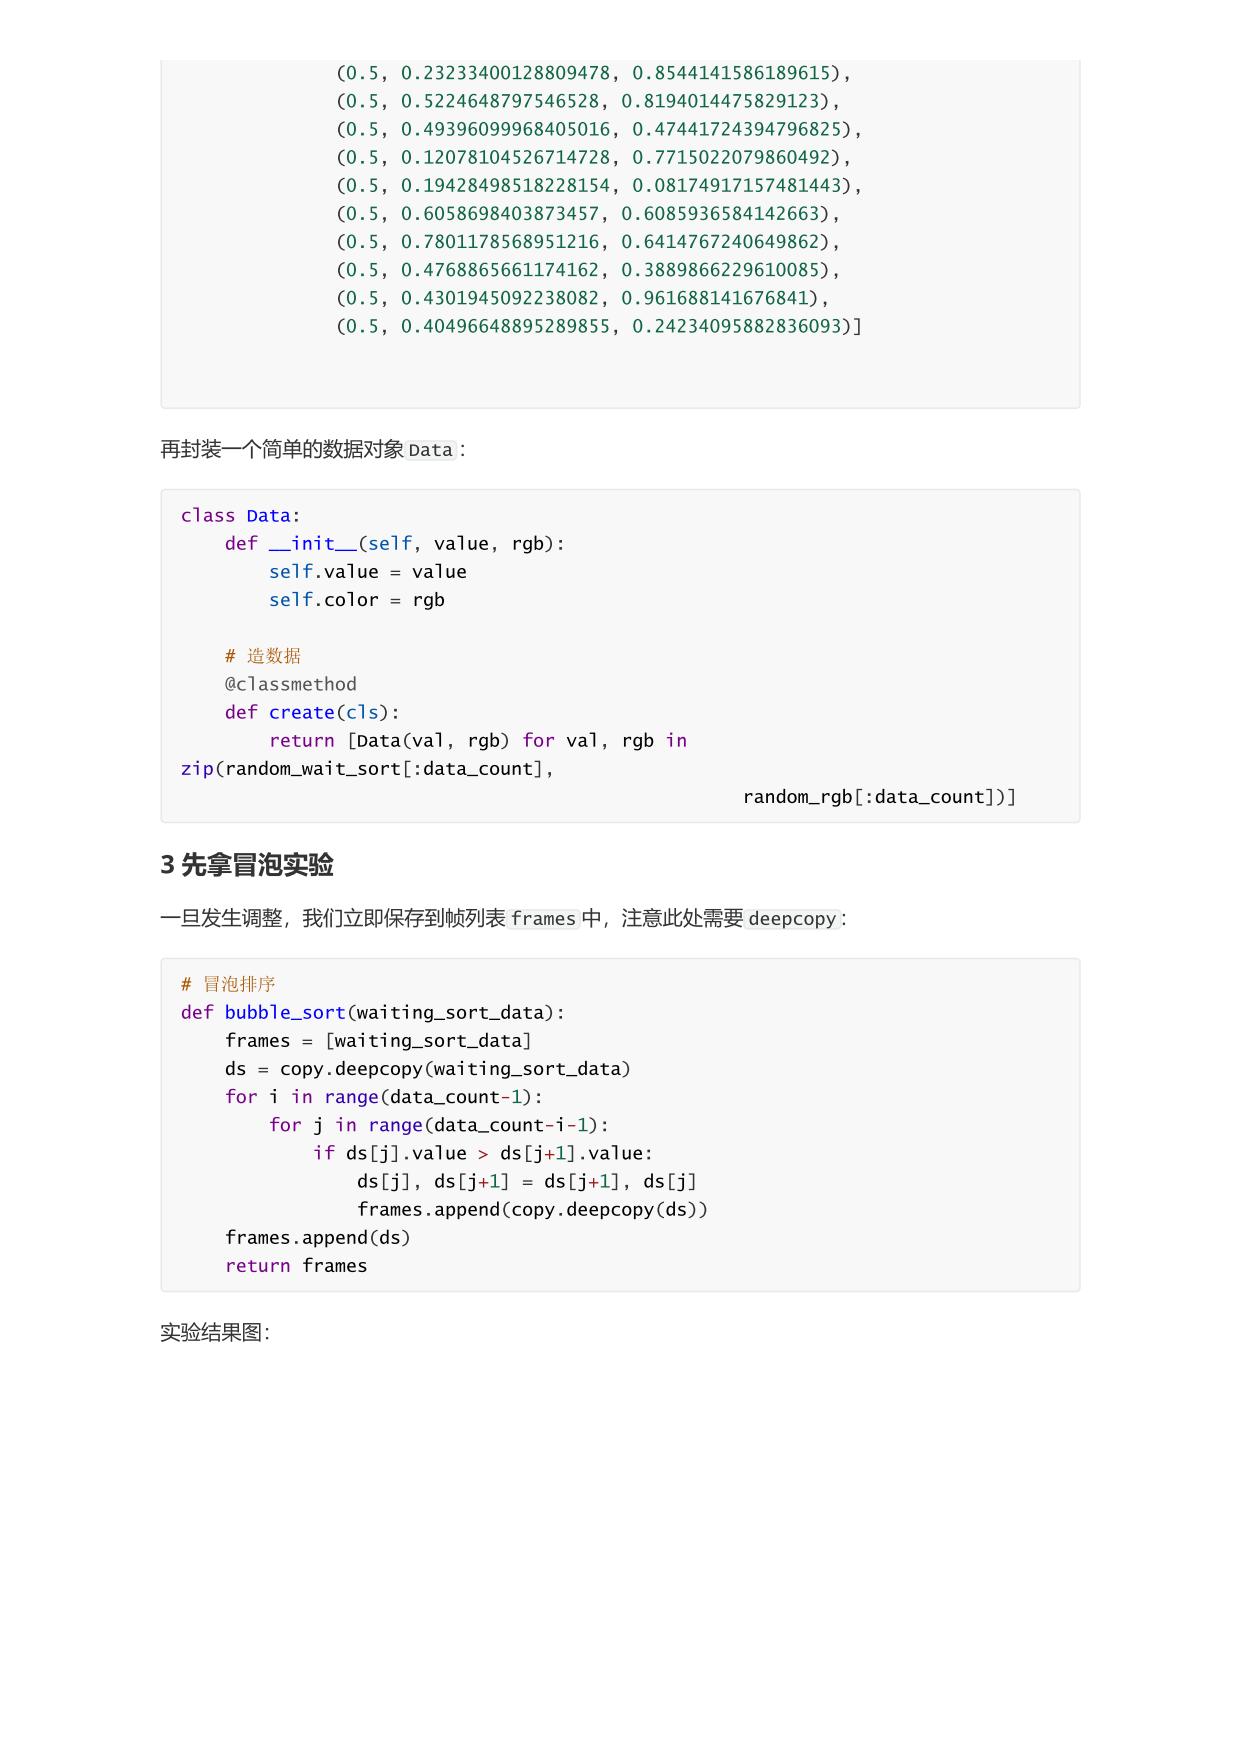 (0.5, 0.23233400128809478, 0.8544141586189615),
(0.5, 0.5224648797546528, 0.8194014475829123),
(0.5, 0.49396099968405016, 0.47441724394796825),
(0.5, 0.12078104526714728, 0.7715022079860492),
(0.5, 0.19428498518228154, 0.08174917157481443),
(0.5, 0.6058698403873457, 0.6085936584142663),
(0.5, 0.7801178568951216, 0.6414767240649862),
(0.5, 0.4768865661174162, 0.3889866229610085),
(0.5, 0.4301945092238082, 0.961688141676841),
(0.5, 0.40496648895289855, 0.24234095882836093)]
再封装一个简单的数据对象Data：
class Data:
    def __init__(self, value, rgb):
        self.value = value
        self.color = rgb
    # 造数据
    @classmethod
    def create(cls):
        return [Data(val, rgb) for val, rgb in
zip(random_wait_sort[:data_count],
random_rgb[:data_count])]
3 先拿冒泡实验
一旦发生调整，我们立即保存到帧列表frames中，注意此处需要deepcopy：
# 冒泡排序
def bubble_sort(waiting_sort_data):
    frames = [waiting_sort_data]
    ds = copy.deepcopy(waiting_sort_data)
    for i in range(data_count-1):
        for j in range(data_count-i-1):
            if ds[j].value > ds[j+1].value:
                ds[j], ds[j+1] = ds[j+1], ds[j]
                frames.append(copy.deepcopy(ds))
    frames.append(ds)
    return frames
实验结果图：